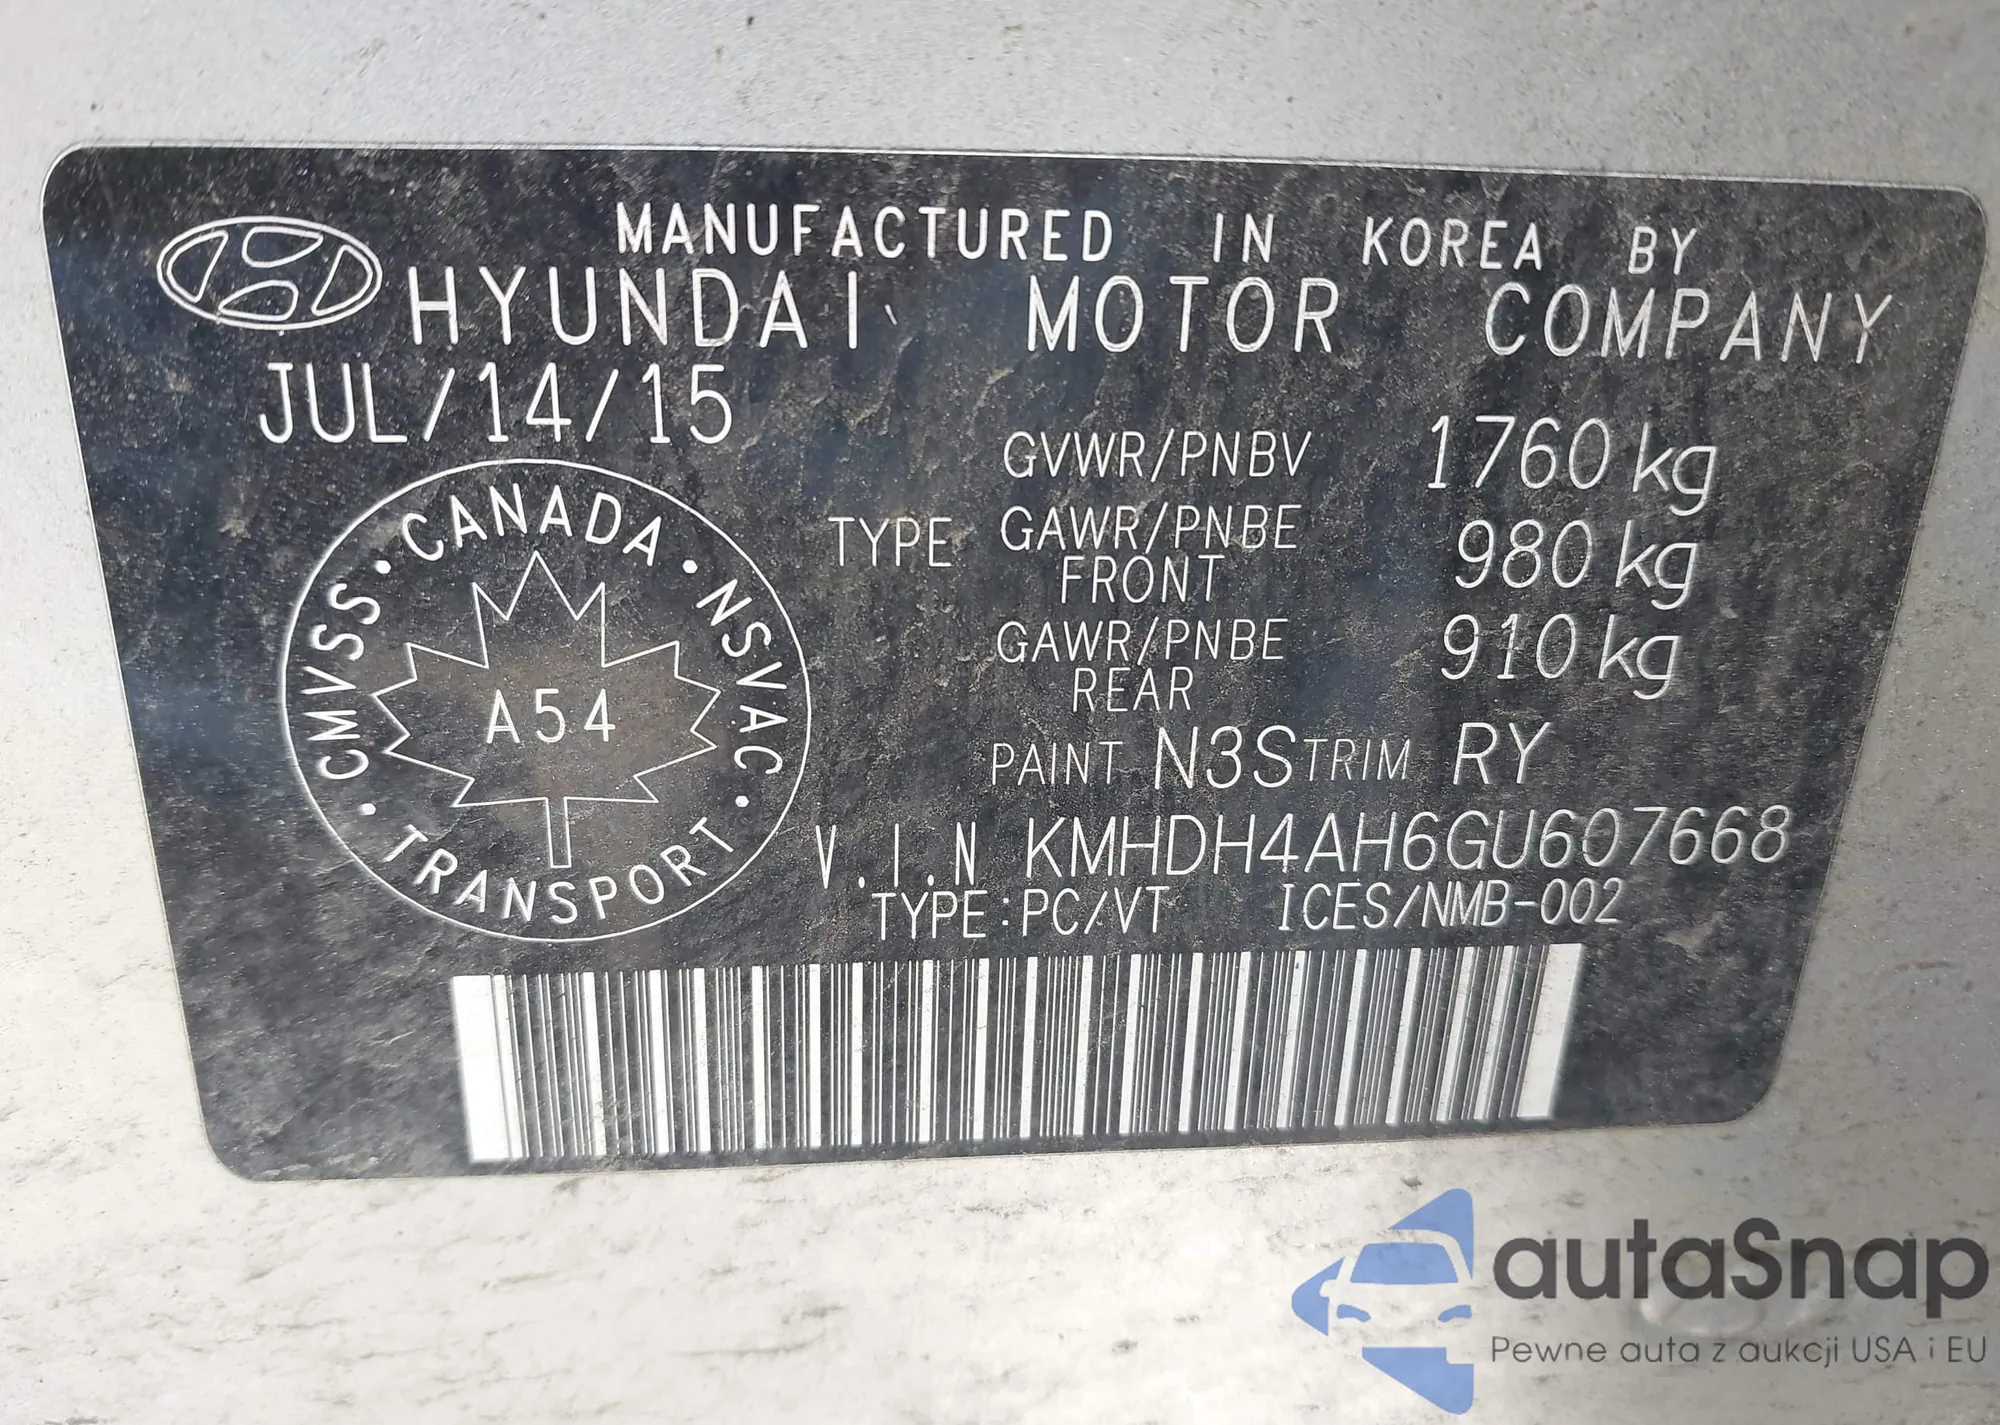 MANUFACTURED IN KOREA BY
HYUNDAI MOTOR COMPANY
JUL/14/15
GVWR/PNBV 1760 kg
TYPE GAWR/PNBE FRONT 980 kg
GAWR/PNBE REAR 910 kg
PAINT N3S TRIM RY
V.I.N KMHDH4AH6GU607668
TYPE:PC/VT ICES/NMB-002
CANADA · NSVAC · TRANSPORT · CMVSS ·
A54
autaSnap
Pewne auta z aukcji USA i EU